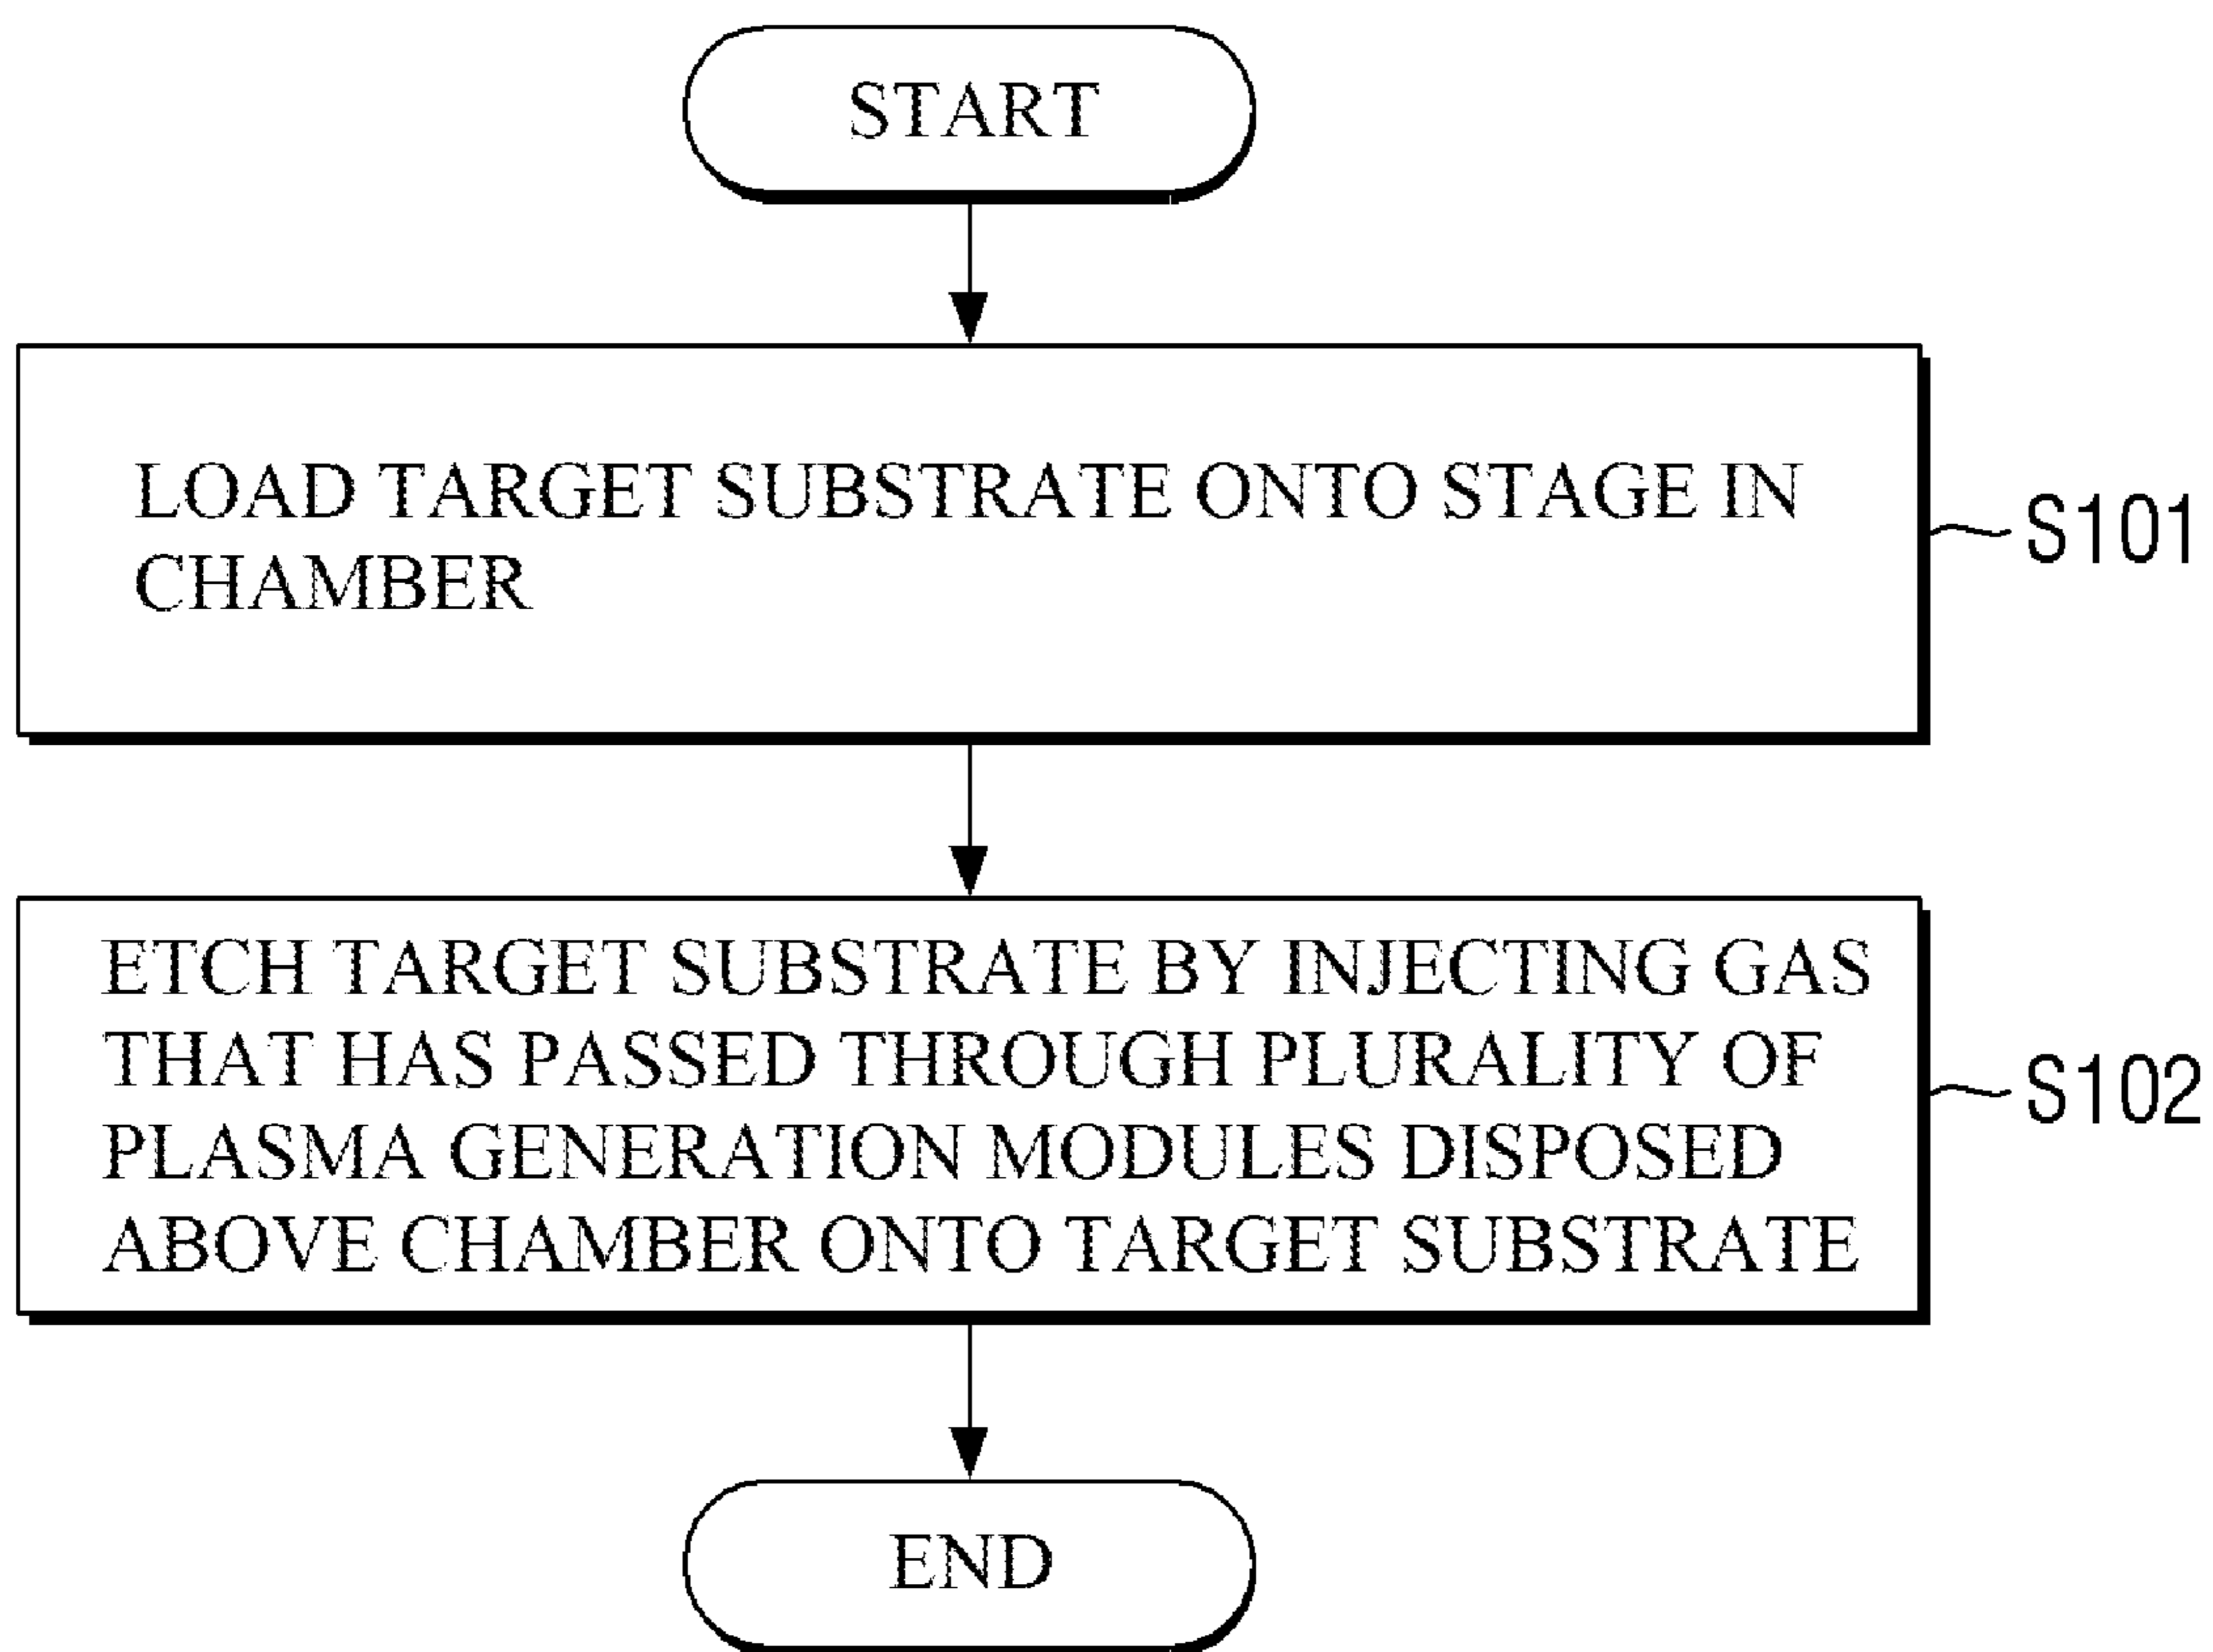 START
LOAD TARGET SUBSTRATE ONTO STAGE IN
CHAMBER
S101
ETCH TARGET SUBSTRATE BY INJECTING GAS
THAT HAS PASSED THROUGH PLURALITY OF
PLASMA GENERATION MODULES DISPOSED
ABOVE CHAMBER ONTO TARGET SUBSTRATE
S102
END